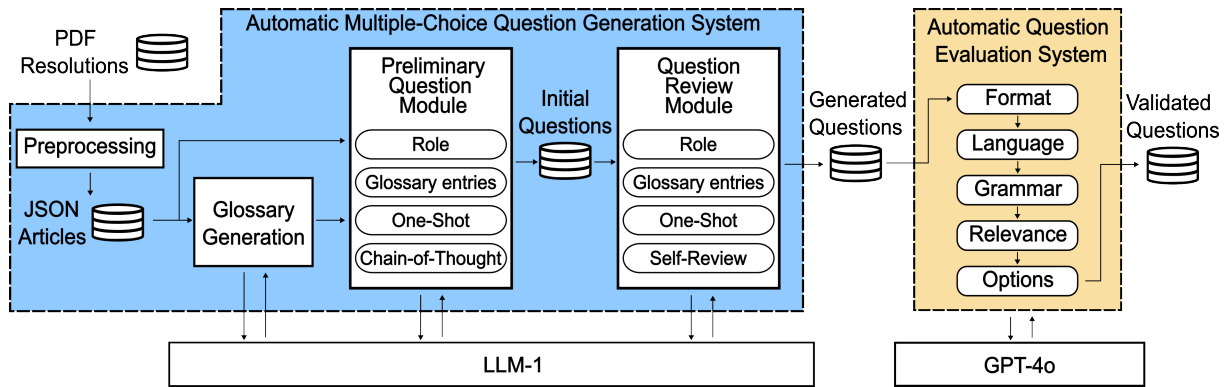 Automatic Multiple-Choice Question Generation System
PDF
Resolutions
Preprocessing
JSON
Articles
Glossary
Generation
Preliminary
Question
Module
Role
Glossary entries
One-Shot
Chain-of-Thought
Initial
Questions
Question
Review
Module
Role
Glossary entries
One-Shot
Self-Review
Generated
Questions
Automatic Question
Evaluation System
Format
Language
Grammar
Relevance
Options
Validated
Questions
LLM-1
GPT-4o